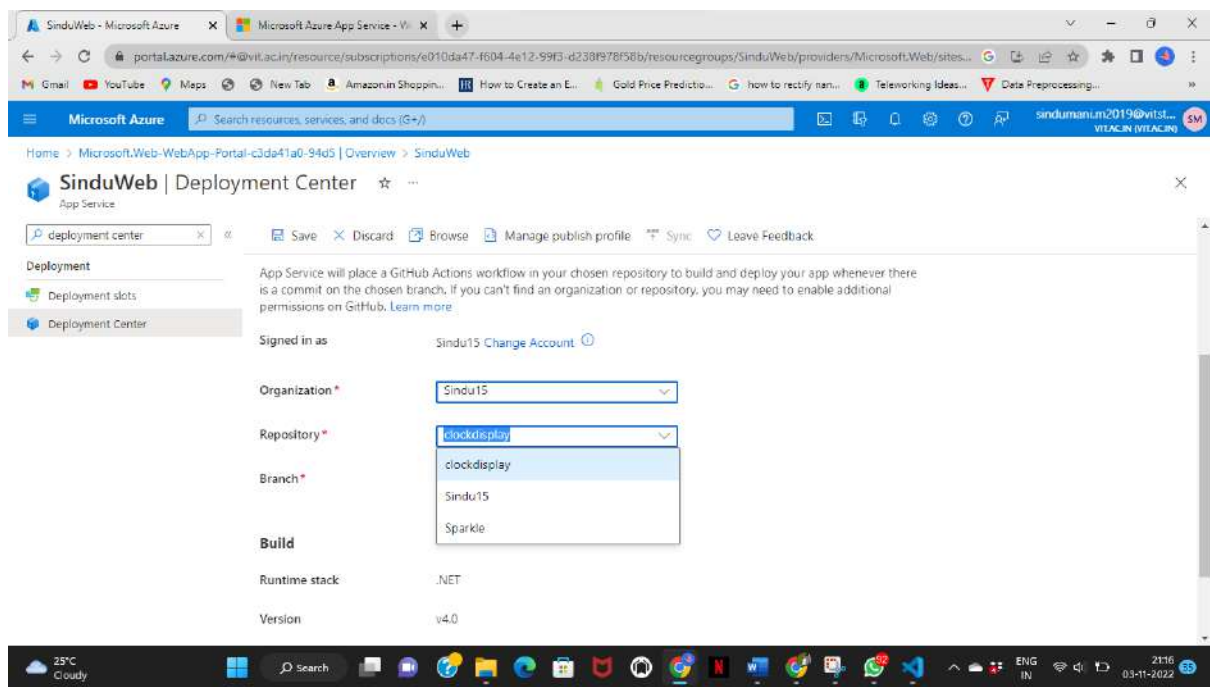 SinduWeb - Microsoft Azure
Microsoft Azure App Service - W
portal.azure.com/#@vit.ac.in/resource/subscriptions/e010da47-f604-4e12-99f3-d238f978f58b/resourcegroups/SinduWeb/providers/Microsoft.Web/sites...
Gmail YouTube Maps New Tab Amazon.in Shoppin... How to Create an E... Gold Price Predictio... how to rectify nan... Teleworking Ideas... Data Preprocessing...
Microsoft Azure
Search resources, services, and docs (G+/)
sindumani.m2019@vitst...
VIT.AC.IN (VIT.AC.IN)
SM
Home > Microsoft.Web-WebApp-Portal-c3da41a0-94d5 | Overview > SinduWeb
SinduWeb | Deployment Center
App Service
deployment center
Save Discard Browse Manage publish profile Sync Leave Feedback
Deployment
Deployment slots
Deployment Center
App Service will place a GitHub Actions workflow in your chosen repository to build and deploy your app whenever there
is a commit on the chosen branch. If you can't find an organization or repository, you may need to enable additional
permissions on GitHub. Learn more
Signed in as Sindu15 Change Account
Organization * Sindu15
Repository * clockdisplay
clockdisplay
Branch *
Sindu15
Sparkle
Build
Runtime stack .NET
Version v4.0
25°C
Cloudy
Search
92
ENG
IN
21:16
03-11-2022